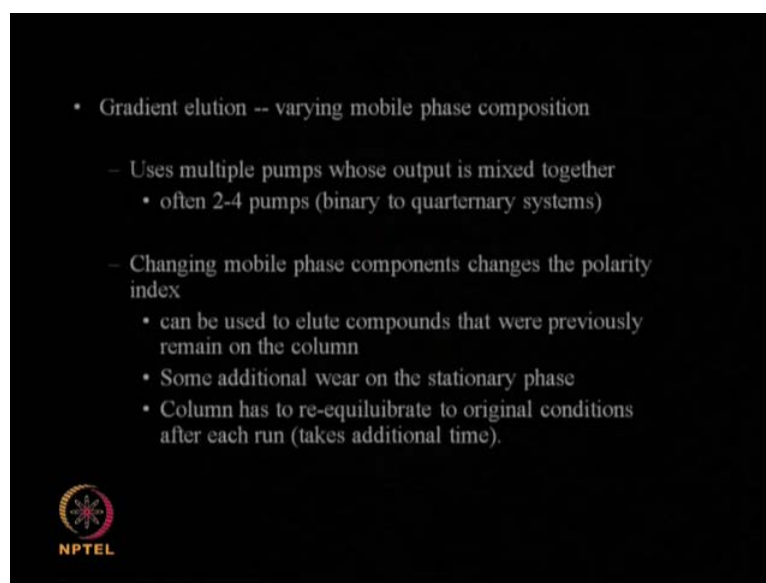 • Gradient elution -- varying mobile phase composition
– Uses multiple pumps whose output is mixed together
• often 2-4 pumps (binary to quarternary systems)
– Changing mobile phase components changes the polarity
index
• can be used to elute compounds that were previously
remain on the column
• Some additional wear on the stationary phase
• Column has to re-equiluibrate to original conditions
after each run (takes additional time).
NPTEL